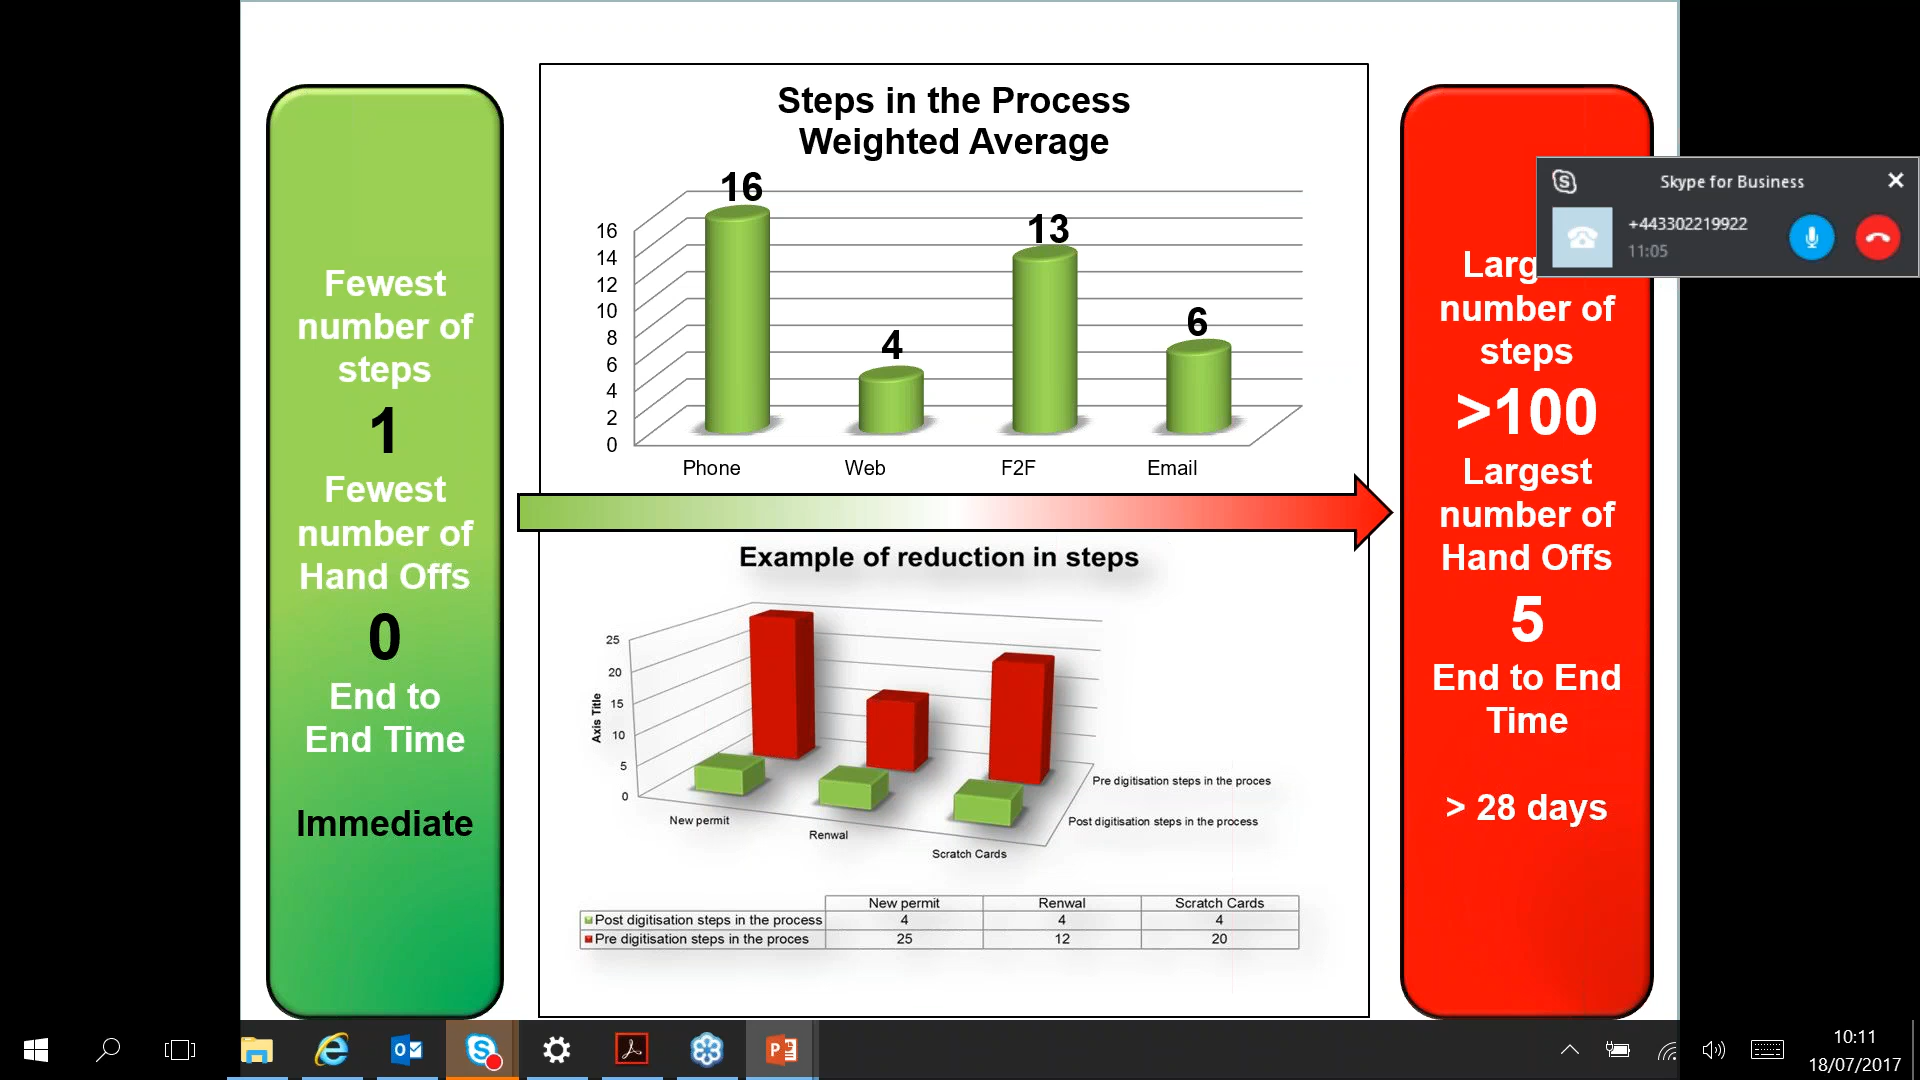 Fewest
number of
steps
1
Fewest
number of
Hand Offs
0
End to
End Time
Immediate
Steps in the Process
Weighted Average
16
4
13
6
16
14
12
10
8
6
4
2
0
Phone
Web
F2F
Email
Example of reduction in steps
Axis Title
25
20
15
10
5
0
New permit
Renwal
Scratch Cards
Pre digitisation steps in the proces
Post digitisation steps in the process
New permit Renwal Scratch Cards
Post digitisation steps in the process 4 4 4
Pre digitisation steps in the proces 25 12 20
number of
steps
>100
Largest
number of
Hand Offs
5
End to End
Time
> 28 days
Skype for Business
+443302219922
11:05
10:11
18/07/2017